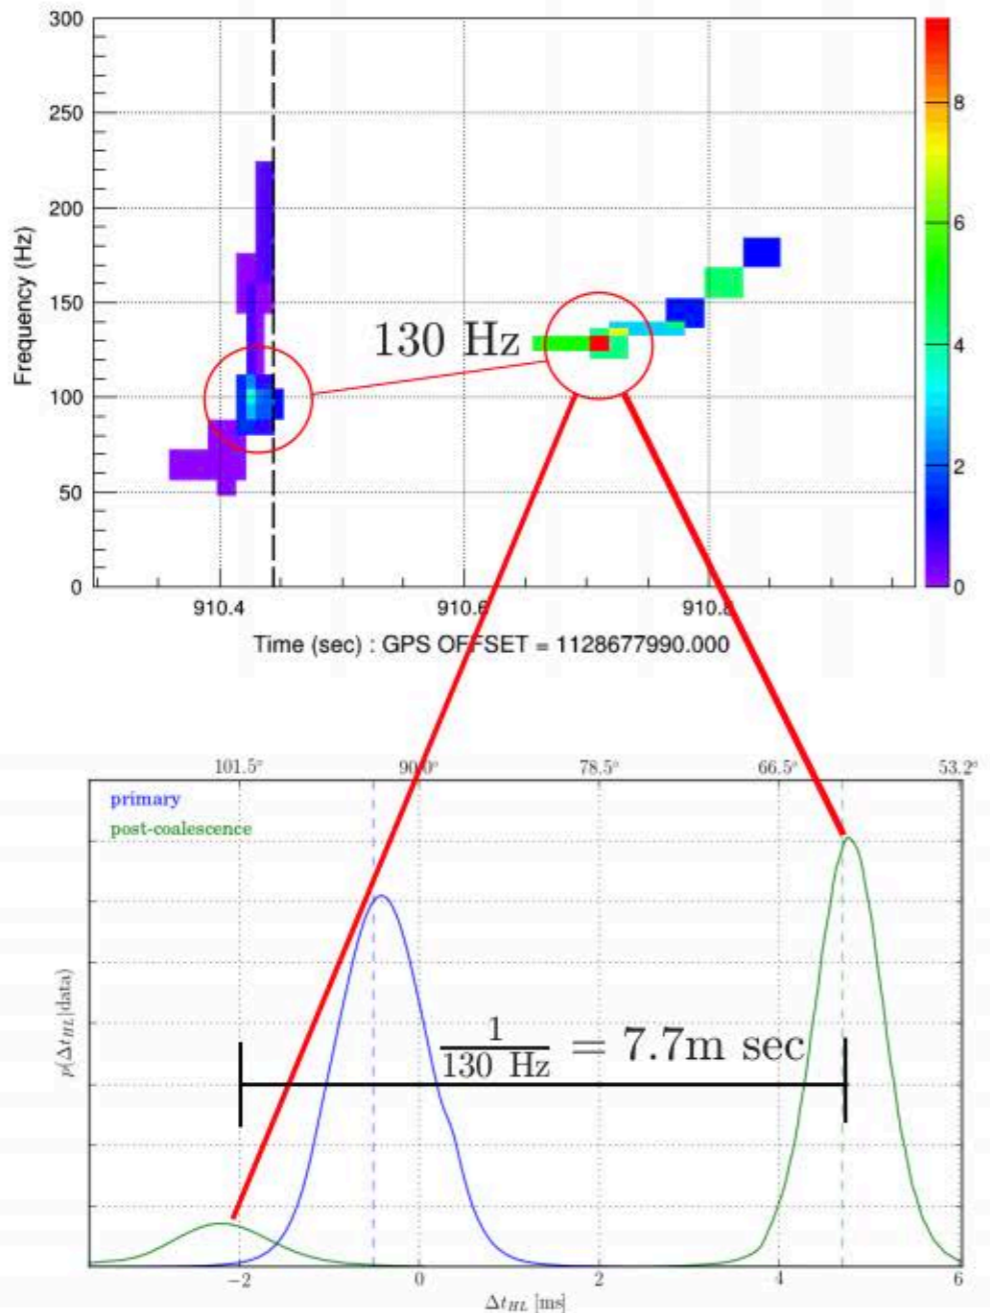 300
250
200
150
100
50
0
Frequency (Hz)
130 Hz
8
6
4
2
0
910.4 910.6 910.8
Time (sec) : GPS OFFSET = 1128677990.000
101.5° 90.0° 78.5° 66.5° 53.2°
primary
post-coalescence
p(Δt_HL|data)
1/130 Hz = 7.7m sec
−2 0 2 4 6
Δt_HL [ms]